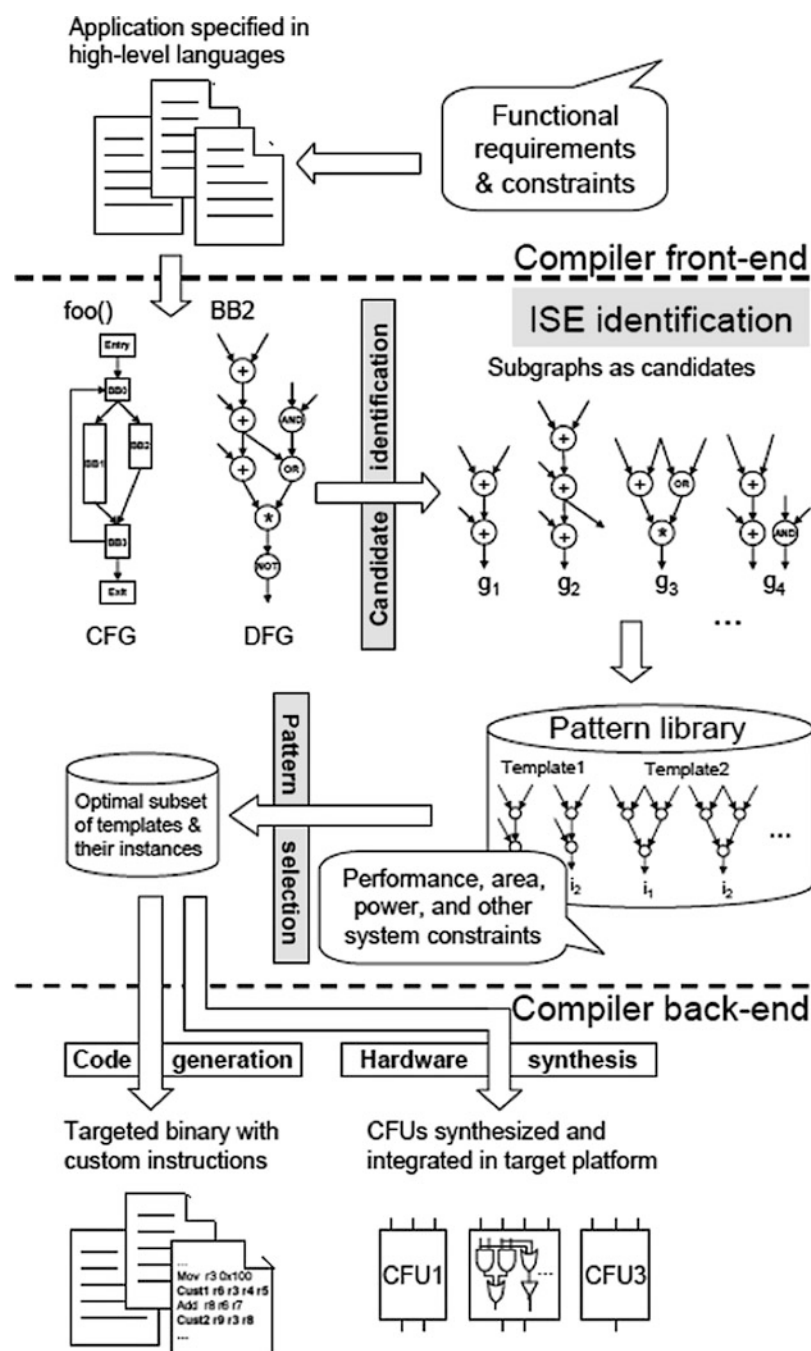 Application specified in
high-level languages
Functional
requirements
& constraints
Compiler front-end
foo()
BB2
ISE identification
Subgraphs as candidates
Entry
BB0
BB1
BB2
BB3
Exit
CFG
+
+
AND
+
OR
*
NOT
DFG
Candidate identification
+
+
g1
+
+
+
g2
+
OR
*
g3
+
+
AND
g4
...
Pattern library
Template1
Template2
...
i2
i1
i2
Pattern selection
Optimal subset
of templates &
their instances
Performance, area,
power, and other
system constraints
Compiler back-end
Code generation
Hardware synthesis
Targeted binary with
custom instructions
CFUs synthesized and
integrated in target platform
...
Mov r3 0x100
Cust1 r6 r3 r4 r5
Add r8 r6 r7
Cust2 r9 r3 r8
...
CFU1
...
CFU3